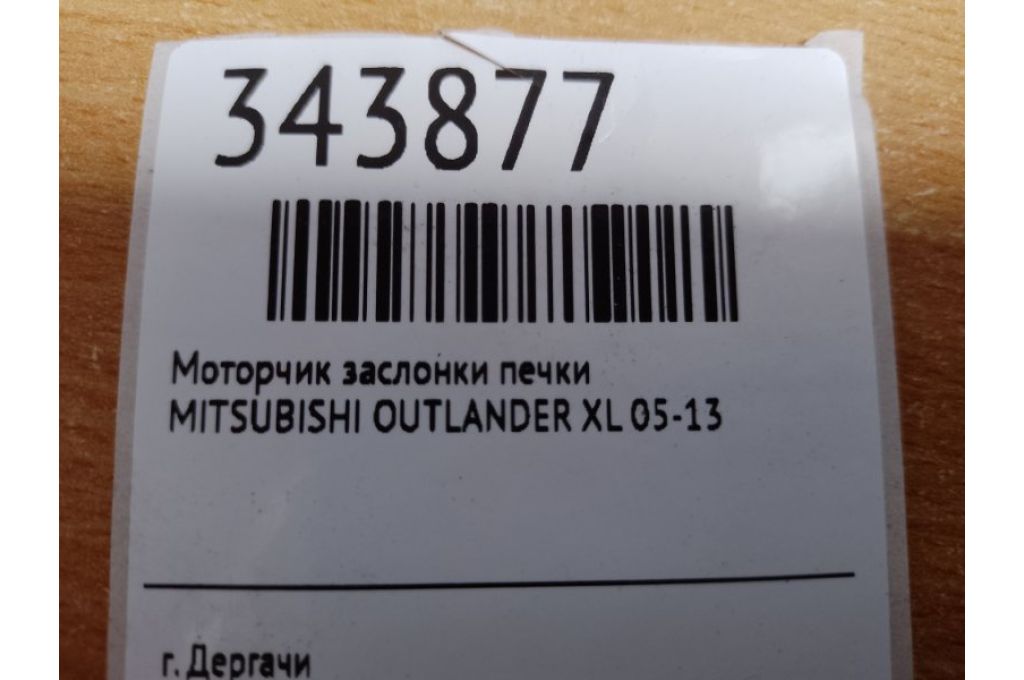 343877
Моторчик заслонки печки
MITSUBISHI OUTLANDER XL 05-13
г. Дергачи